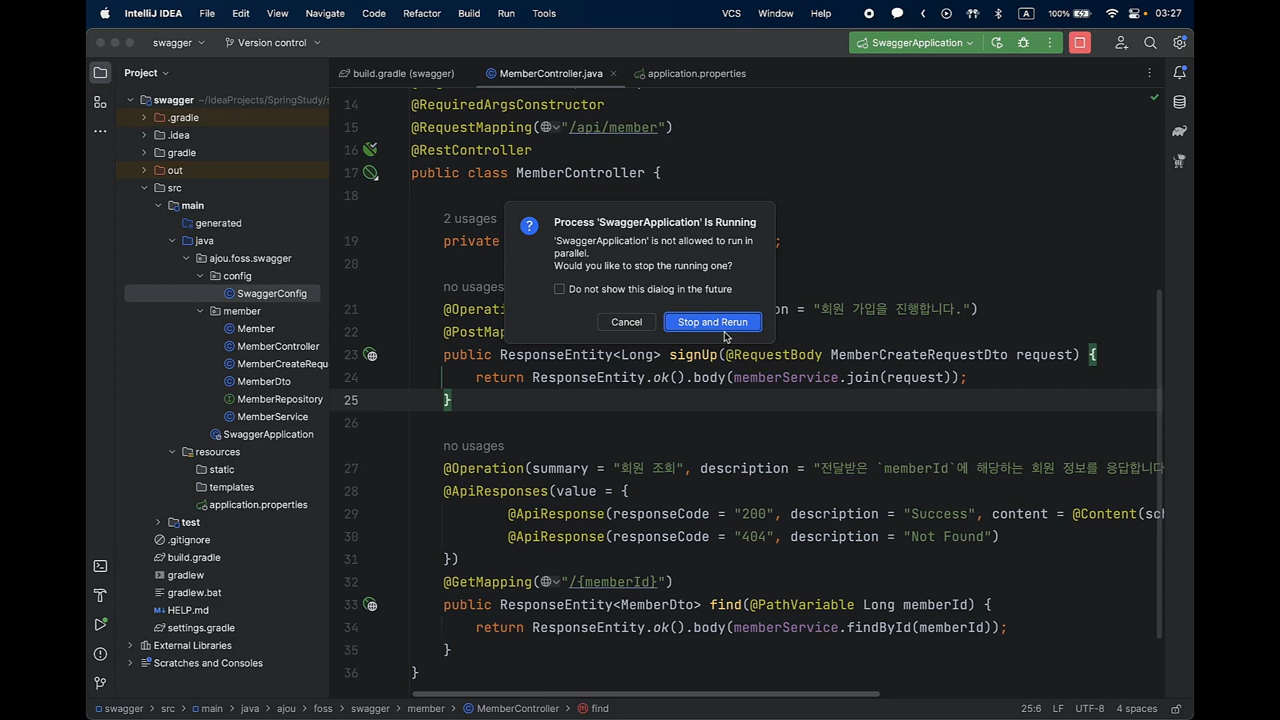 IntelliJ IDEA File Edit View Navigate Code Refactor Build Run Tools VCS Window Help A 100% 03:27
swagger Version control SwaggerApplication
Project
build.gradle (swagger) MemberController.java application.properties
swagger ~/IdeaProjects/SpringStudy/s
.gradle
.idea
gradle
out
src
main
generated
java
ajou.foss.swagger
config
SwaggerConfig
member
Member
MemberController
MemberCreateRequ
MemberDto
MemberRepository
MemberService
SwaggerApplication
resources
static
templates
application.properties
test
.gitignore
build.gradle
gradlew
gradlew.bat
HELP.md
settings.gradle
External Libraries
Scratches and Consoles
14 @RequiredArgsConstructor
15 @RequestMapping("/api/member")
16 @RestController
17 public class MemberController {
18
2 usages
19 private ;
20
no usages
21 @Operati on = "회원 가입을 진행합니다.")
22 @PostMap
23 public ResponseEntity<Long> signUp(@RequestBody MemberCreateRequestDto request) {
24 return ResponseEntity.ok().body(memberService.join(request));
25 }
26
no usages
27 @Operation(summary = "회원 조회", description = "전달받은 `memberId`에 해당하는 회원 정보를 응답합니다
28 @ApiResponses(value = {
29 @ApiResponse(responseCode = "200", description = "Success", content = @Content(sch
30 @ApiResponse(responseCode = "404", description = "Not Found")
31 })
32 @GetMapping("/{memberId}")
33 public ResponseEntity<MemberDto> find(@PathVariable Long memberId) {
34 return ResponseEntity.ok().body(memberService.findById(memberId));
35 }
36 }
Process 'SwaggerApplication' Is Running
'SwaggerApplication' is not allowed to run in
parallel.
Would you like to stop the running one?
Do not show this dialog in the future
Cancel Stop and Rerun
swagger > src > main > java > ajou > foss > swagger > member > MemberController > find 25:6 LF UTF-8 4 spaces